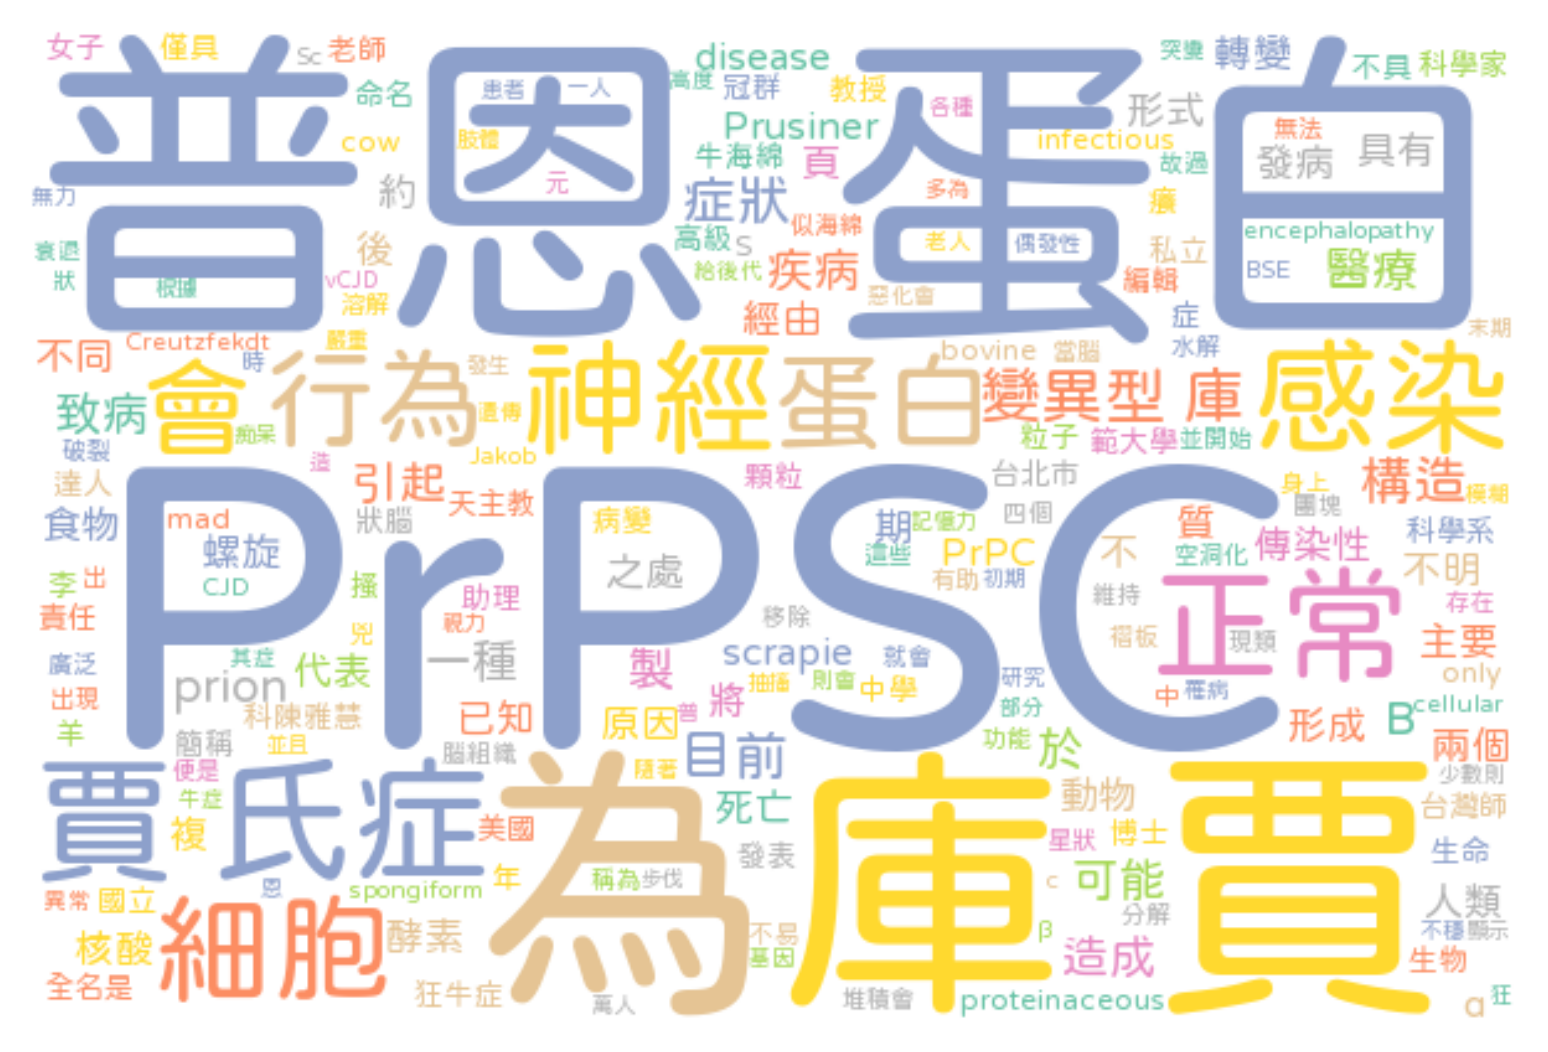 女子
僅具
Sc
老師
普恩蛋白
命名
cow
無力
約
患者
一人
肢體
元
高度
disease
冠群
教授
Prusiner
牛海綿
頁
症狀
高級
S
似海綿
給後代
疾病
經由
惡化會
各種
多為
老人
偶發性
infectious
形式
突變
轉變
不具
科學家
無法
發病
具有
故過
癢
私立
編輯
encephalopathy
BSE
醫療
症
水解
末期
衰退
狀
根據
後
vCJD
溶解
不同
Creutzfekdt
時
嚴重
致病
會
行為
發生
遺傳
痴呆
神經
蛋白
bovine
當腦
變異型
庫
感染
粒子
範大學
並開始
破裂
造
Jakob
達人
引起
天主教
顆粒
台北市
身上
構造
模糊
PrPSC
食物
mad
螺旋
CJD
狀腦
病變
之處
期
記憶力
四個
這些
PrPC
有助
初期
不
質
團塊
空洞化
傳染性
科學系
不明
李
出
責任
搔
兇
助理
視力
移除
維持
褶板
正常
現類
存在
主要
廣泛
其症
代表
一種
製
scrapie
就會
抽搐
則會
中學
研究
部分
中
罹病
only
cellular
出現
prion
科陳雅慧
已知
原因
普
將
羊
簡稱
並且
腦組織
目前
功能
於
形成
B
兩個
賈
便是
牛症
氏症
複
美國
為
隨著
死亡
庫
動物
賈
少數則
台灣師
發表
星狀
博士
生命
異常
國立
恩
spongiform
年
稱為
步伐
c
可能
分解
人類
核酸
細胞
酵素
不易
基因
β
造成
不穩
顯示
生物
全名是
狂牛症
萬人
堆積會
proteinaceous
α
狂